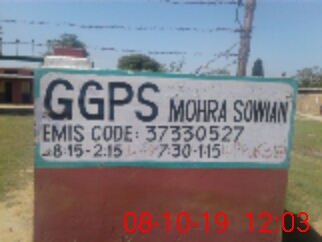 GGPS MOHRA SOWIAN
EMIS CODE: 37330527
8:15-2:15 7:30-1:15
08-10-19 12:03